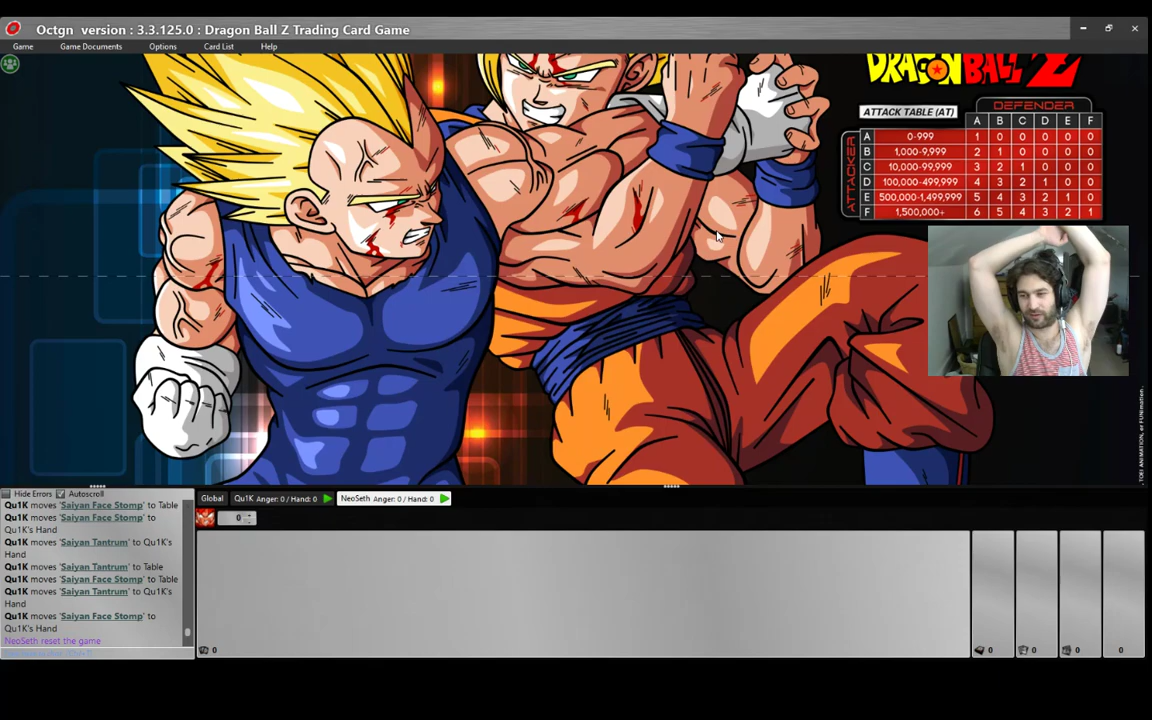 Octgn version : 3.3.125.0 : Dragon Ball Z Trading Card Game
Game Game Documents Options Card List Help
DRAGON BALL Z
ATTACK TABLE (AT)
DEFENDER
A B C D E F
ATTACKER
A 0-999 1 0 0 0 0 0
B 1,000-9,999 2 1 0 0 0 0
C 10,000-99,999 3 2 1 0 0 0
D 100,000-499,999 4 3 2 1 0 0
E 500,000-1,499,999 5 4 3 2 1 0
F 1,500,000+ 6 5 4 3 2 1
TOEI ANIMATION, or FUNimation.
Hide Errors Autoscroll
Qu1K moves 'Saiyan Face Stomp' to Table
Qu1K moves 'Saiyan Face Stomp' to
Qu1K's Hand
Qu1K moves 'Saiyan Tantrum' to Qu1K's
Hand
Qu1K moves 'Saiyan Tantrum' to Table
Qu1K moves 'Saiyan Face Stomp' to Table
Qu1K moves 'Saiyan Tantrum' to Qu1K's
Hand
Qu1K moves 'Saiyan Face Stomp' to
Qu1K's Hand
NeoSeth reset the game
Global Qu1K Anger: 0 / Hand: 0 NeoSeth Anger: 0 / Hand: 0
0
0 0 0 0 0